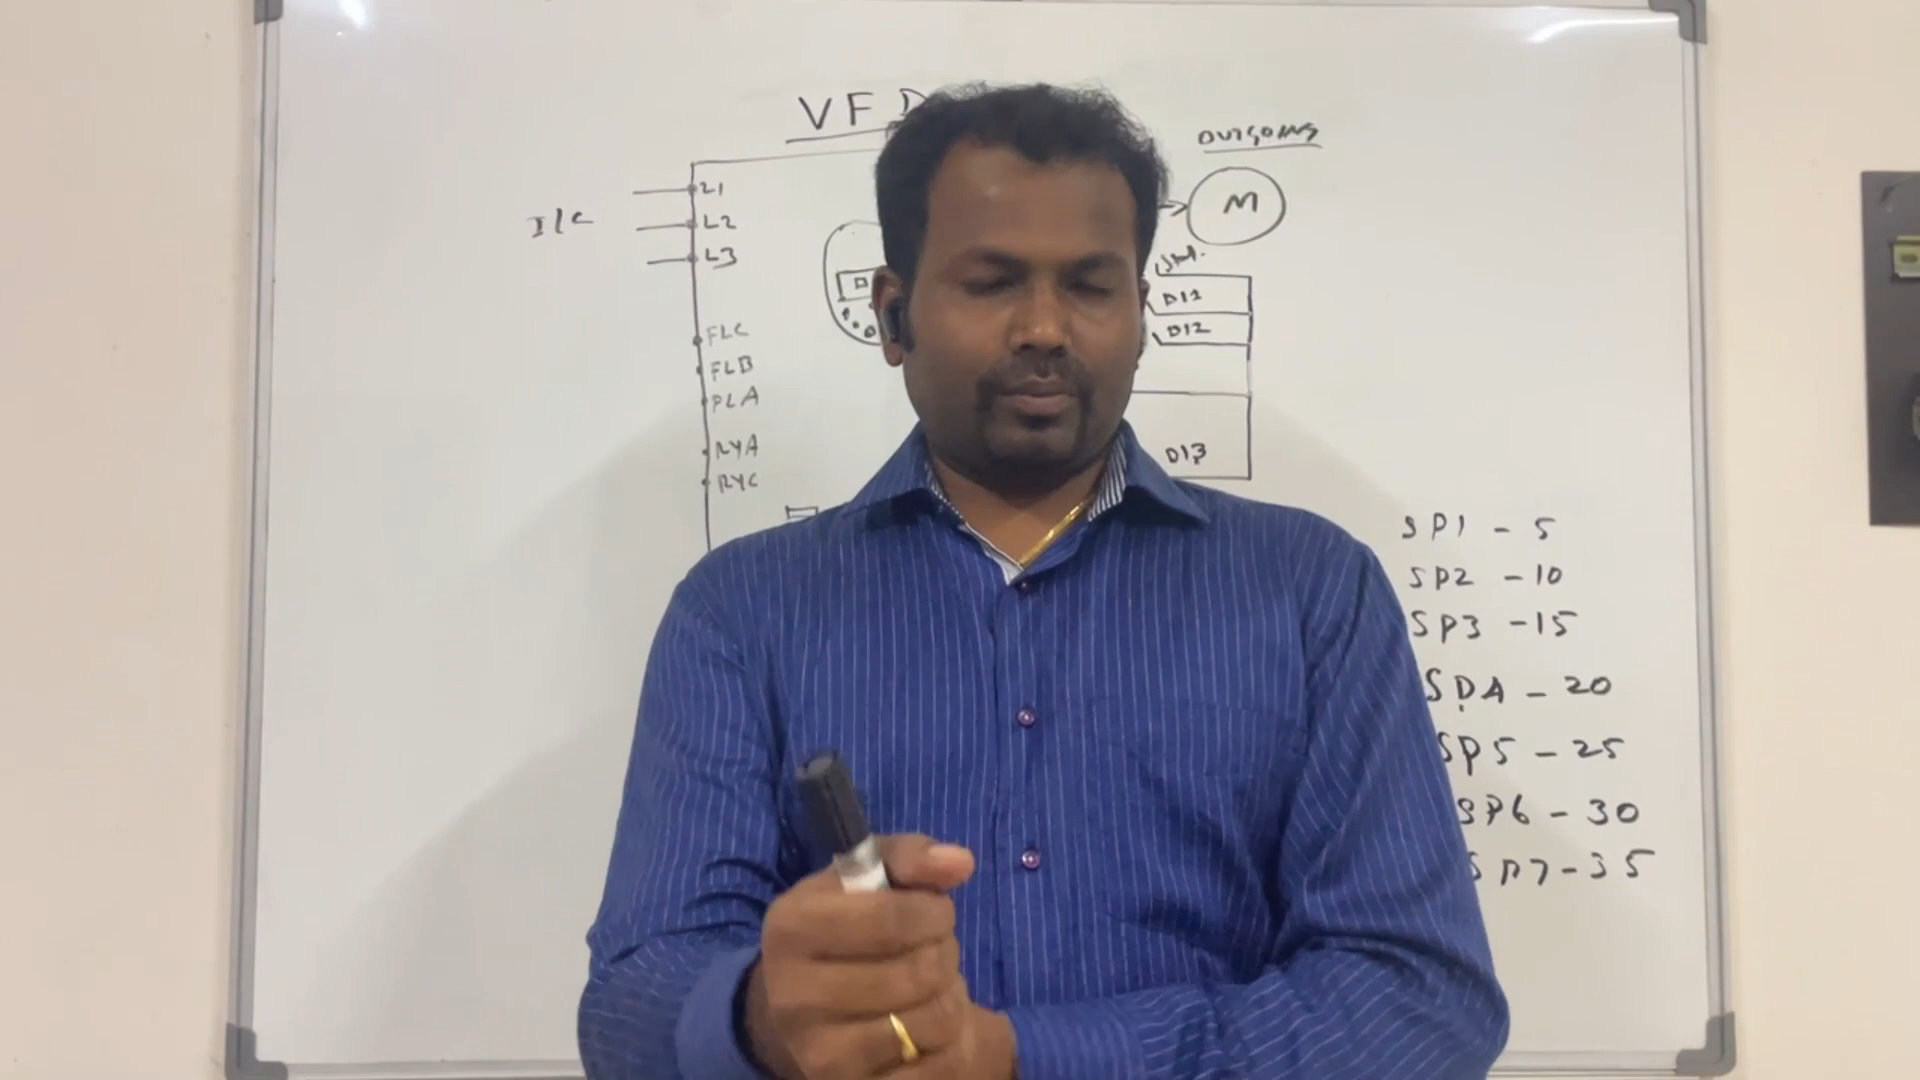 VFD
OUTGOING
L1
M
I/C
L2
L3
DI1
DI2
FLC
FLB
FLA
RYA
DI3
RYC
SP1 - 5
SP2 - 10
SP3 - 15
SP4 - 20
SP5 - 25
SP6 - 30
SP7 - 35